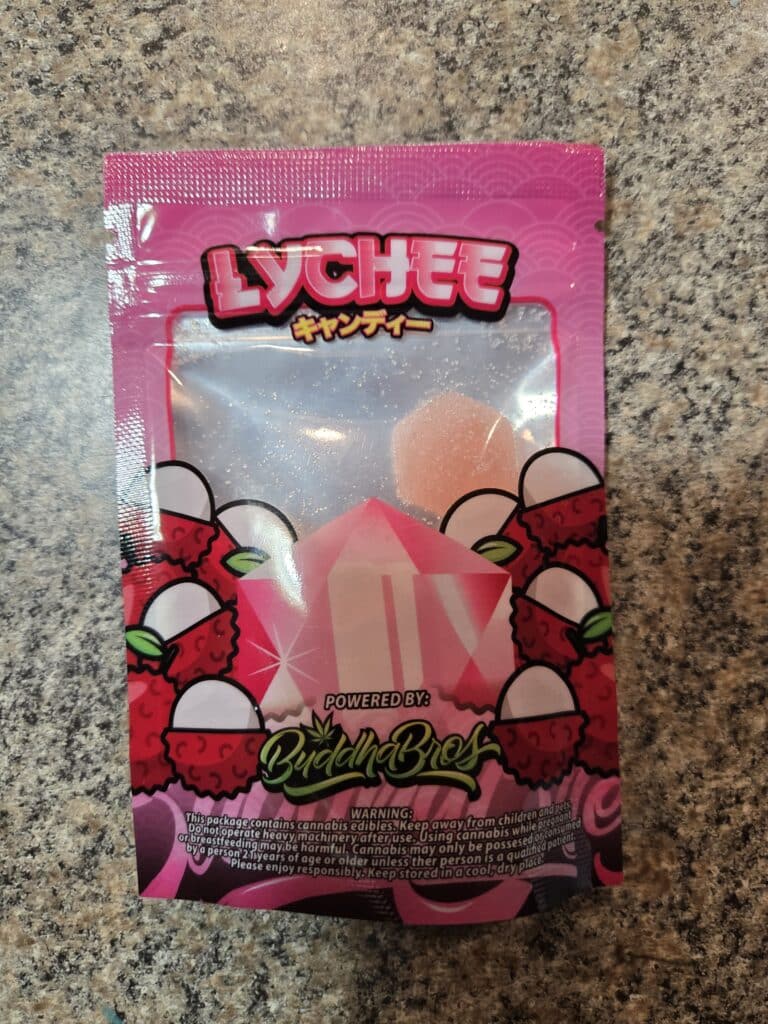 LYCHEE
キャンディー
POWERED BY:
BuddhaBros
WARNING:
This package contains cannabis edibles. Keep away from children and pets.
Do not operate heavy machinery after use. Using cannabis while pregnant
or breastfeeding may be harmful. Cannabis may only be possesed or consumed
by a person 21 years of age or older unless ther person is a qualified patient.
Please enjoy responsibly. Keep stored in a cool, dry place.